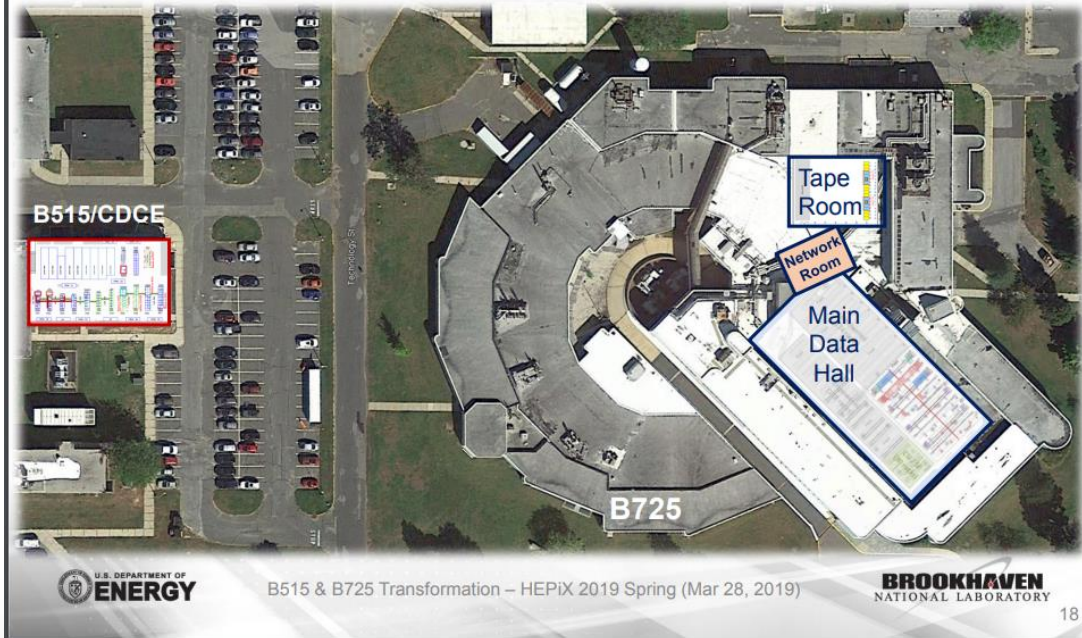 B515/CDCE
Technology St
Tape
Room
Network
Room
Main
Data
Hall
B725
U.S. DEPARTMENT OF
ENERGY
B515 & B725 Transformation – HEPiX 2019 Spring (Mar 28, 2019)
BROOKHAVEN
NATIONAL LABORATORY
18